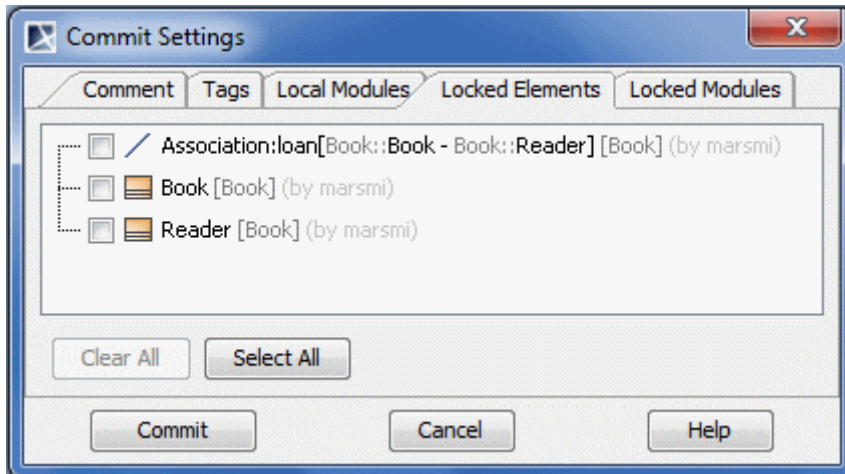 Commit Settings
Comment Tags Local Modules Locked Elements Locked Modules
Association:loan[Book::Book - Book::Reader] [Book] (by marsmi)
Book [Book] (by marsmi)
Reader [Book] (by marsmi)
Clear All Select All
Commit Cancel Help